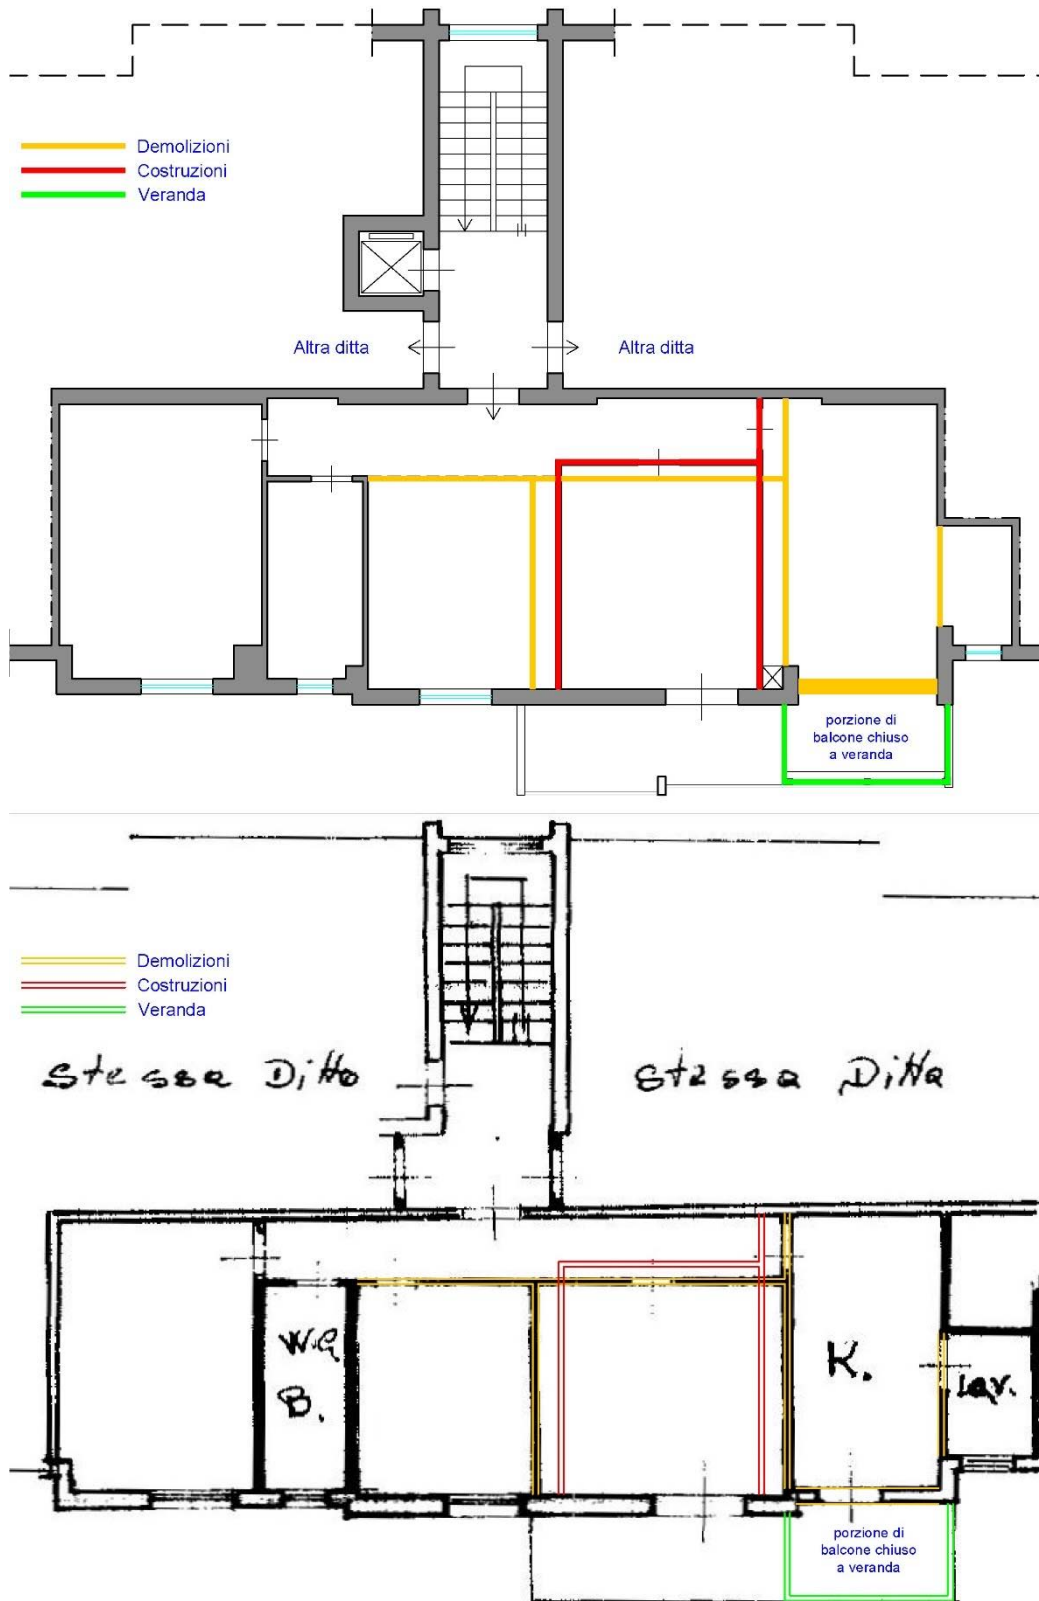 Demolizioni
Costruzioni
Veranda
Altra ditta
Altra ditta
porzione di
balcone chiuso
a veranda
Demolizioni
Costruzioni
Veranda
stessa Ditta
stessa Ditta
W.C.
B.
K.
Lav.
porzione di
balcone chiuso
a veranda